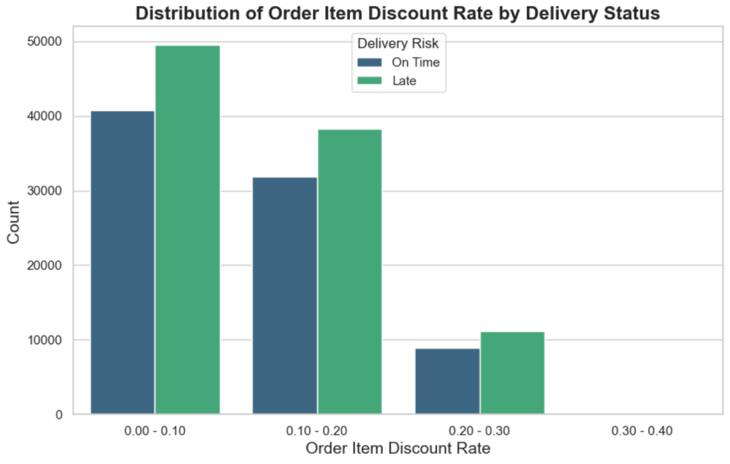 Distribution of Order Item Discount Rate by Delivery Status
Delivery Risk
On Time
Late
Count
50000
40000
30000
20000
10000
0
0.00 - 0.10
0.10 - 0.20
0.20 - 0.30
0.30 - 0.40
Order Item Discount Rate